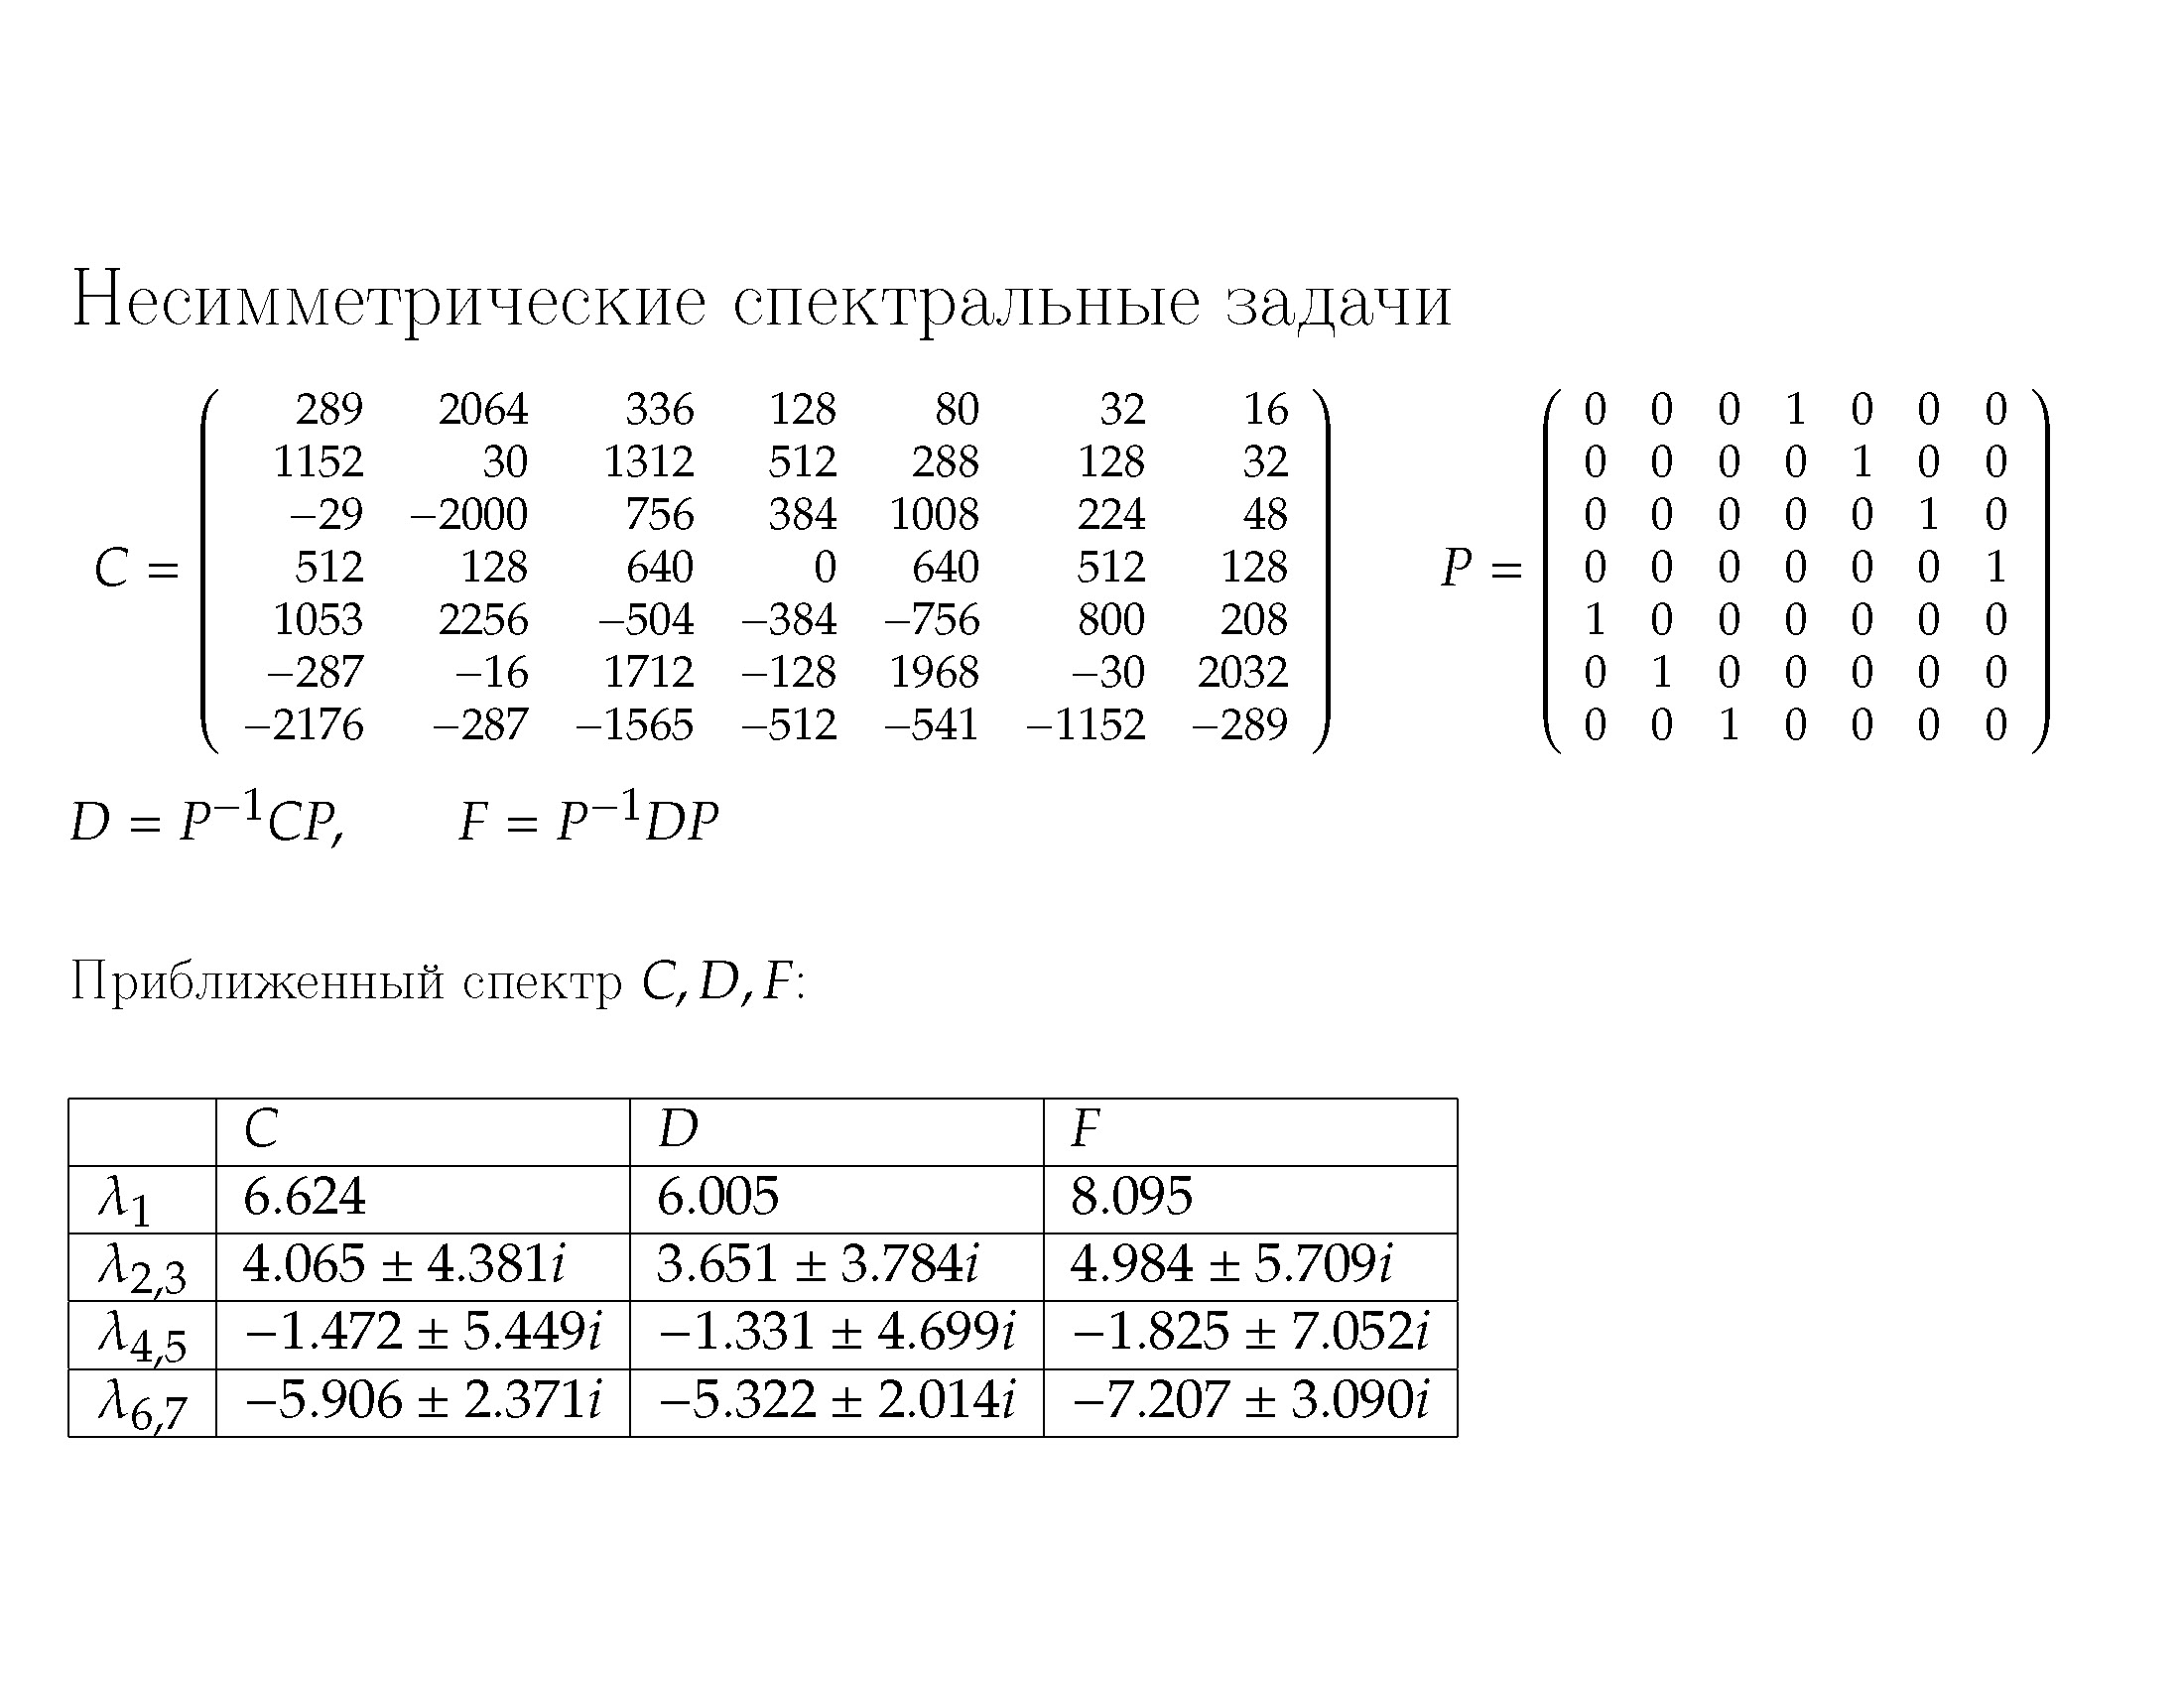 Несимметрические спектральные задачи
C = ( 289 2064 336 128 80 32 16
1152 30 1312 512 288 128 32
−29 −2000 756 384 1008 224 48
512 128 640 0 640 512 128
1053 2256 −504 −384 −756 800 208
−287 −16 1712 −128 1968 −30 2032
−2176 −287 −1565 −512 −541 −1152 −289 )
P = ( 0 0 0 1 0 0 0
0 0 0 0 1 0 0
0 0 0 0 0 1 0
0 0 0 0 0 0 1
1 0 0 0 0 0 0
0 1 0 0 0 0 0
0 0 1 0 0 0 0 )
D = P⁻¹CP, F = P⁻¹DP
Приближенный спектр C, D, F:
C D F
λ₁ 6.624 6.005 8.095
λ₂,₃ 4.065 ± 4.381i 3.651 ± 3.784i 4.984 ± 5.709i
λ₄,₅ −1.472 ± 5.449i −1.331 ± 4.699i −1.825 ± 7.052i
λ₆,₇ −5.906 ± 2.371i −5.322 ± 2.014i −7.207 ± 3.090i